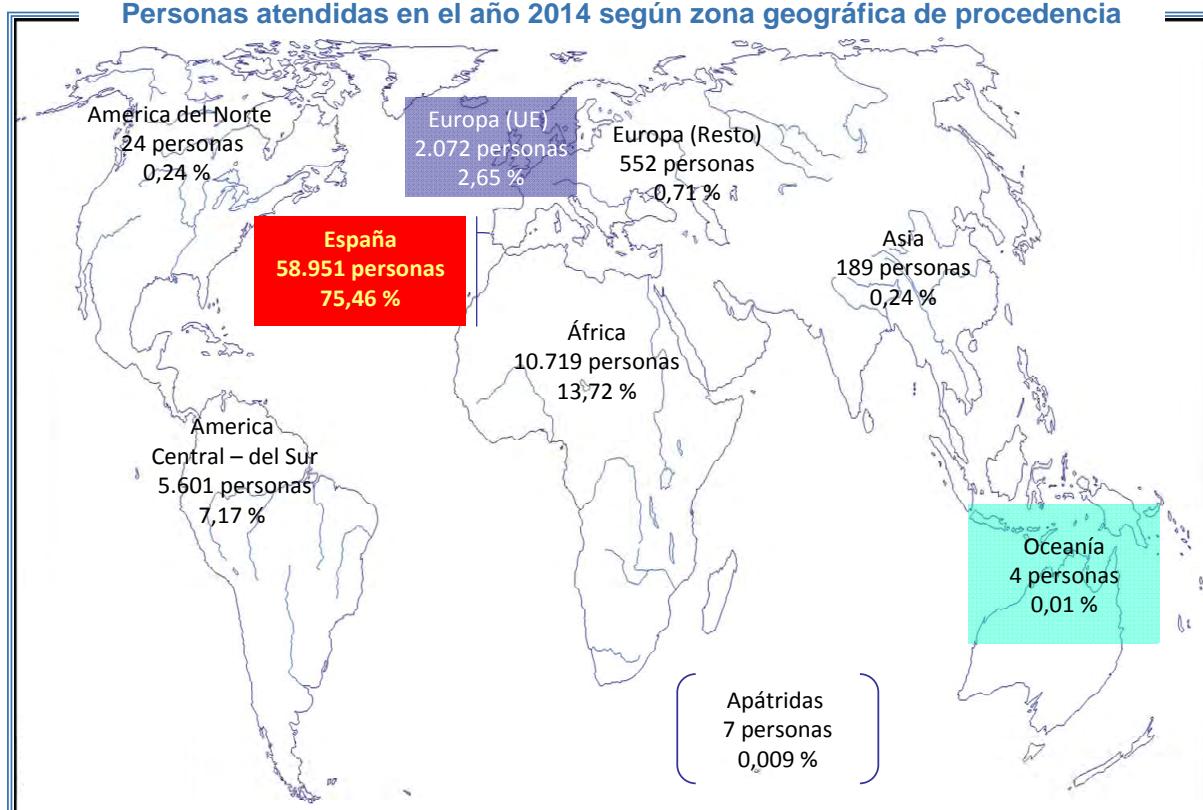 Personas atendidas en el año 2014 según zona geográfica de procedencia
America del Norte
24 personas
0,24 %
Europa (UE)
2.072 personas
2,65 %
Europa (Resto)
552 personas
0,71 %
España
58.951 personas
75,46 %
Asia
189 personas
0,24 %
África
10.719 personas
13,72 %
America
Central – del Sur
5.601 personas
7,17 %
Oceanía
4 personas
0,01 %
Apátridas
7 personas
0,009 %